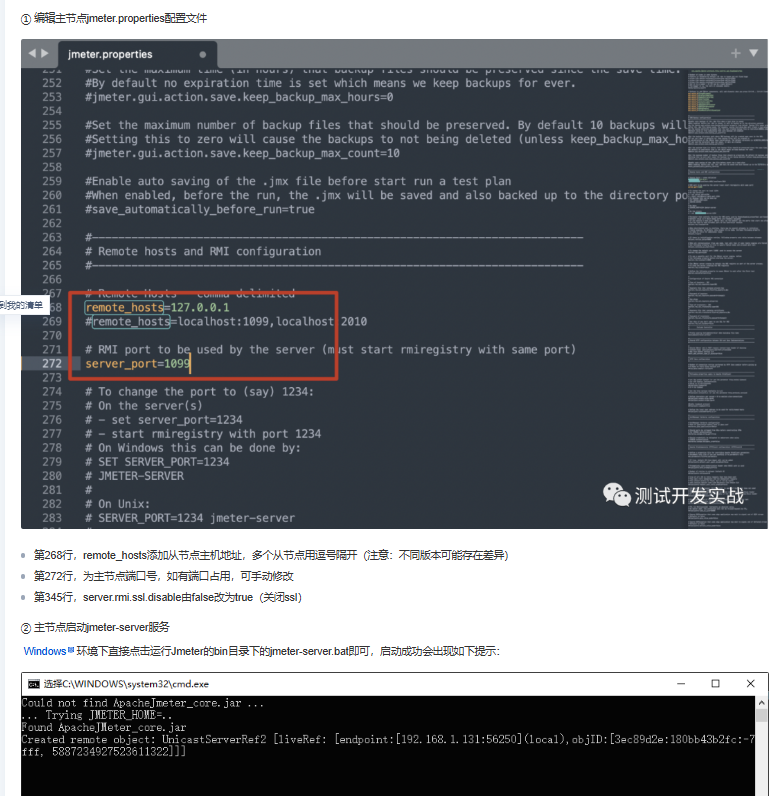 ① 编辑主节点jmeter.properties配置文件
jmeter.properties
251 #Set the maximum time (in hours) that backup files should be preserved since the save time.
252 #By default no expiration time is set which means we keep backups for ever.
253 #jmeter.gui.action.save.keep_backup_max_hours=0
254
255 #Set the maximum number of backup files that should be preserved. By default 10 backups will
256 #Setting this to zero will cause the backups to not being deleted (unless keep_backup_max_ho
257 #jmeter.gui.action.save.keep_backup_max_count=10
258
259 #Enable auto saving of the .jmx file before start run a test plan
260 #When enabled, before the run, the .jmx will be saved and also backed up to the directory po
261 #save_automatically_before_run=true
262
263 #---------------------------------------------------------------------------
264 # Remote hosts and RMI configuration
265 #---------------------------------------------------------------------------
266
267 # Remote Hosts - comma delimited
到我的清单
68 remote_hosts=127.0.0.1
269 #remote_hosts=localhost:1099,localhost:2010
270
271 # RMI port to be used by the server (must start rmiregistry with same port)
272 server_port=1099
273
274 # To change the port to (say) 1234:
275 # On the server(s)
276 # - set server_port=1234
277 # - start rmiregistry with port 1234
278 # On Windows this can be done by:
279 # SET SERVER_PORT=1234
280 # JMETER-SERVER
281 #
282 # On Unix:
283 # SERVER_PORT=1234 jmeter-server
测试开发实战
第268行，remote_hosts添加从节点主机地址，多个从节点用逗号隔开（注意：不同版本可能存在差异）
第272行，为主节点端口号，如有端口占用，可手动修改
第345行，server.rmi.ssl.disable由false改为true（关闭ssl）
② 主节点启动jmeter-server服务
Windows环境下直接点击运行Jmeter的bin目录下的jmeter-server.bat即可，启动成功会出现如下提示：
选择C:\WINDOWS\system32\cmd.exe
Could not find ApacheJmeter_core.jar ...
... Trying JMETER_HOME=..
Found ApacheJMeter_core.jar
Created remote object: UnicastServerRef2 [liveRef: [endpoint:[192.168.1.131:56250](local),objID:[3ec89d2e:180bb43b2fc:-7
fff, 5887234927523611322]]]